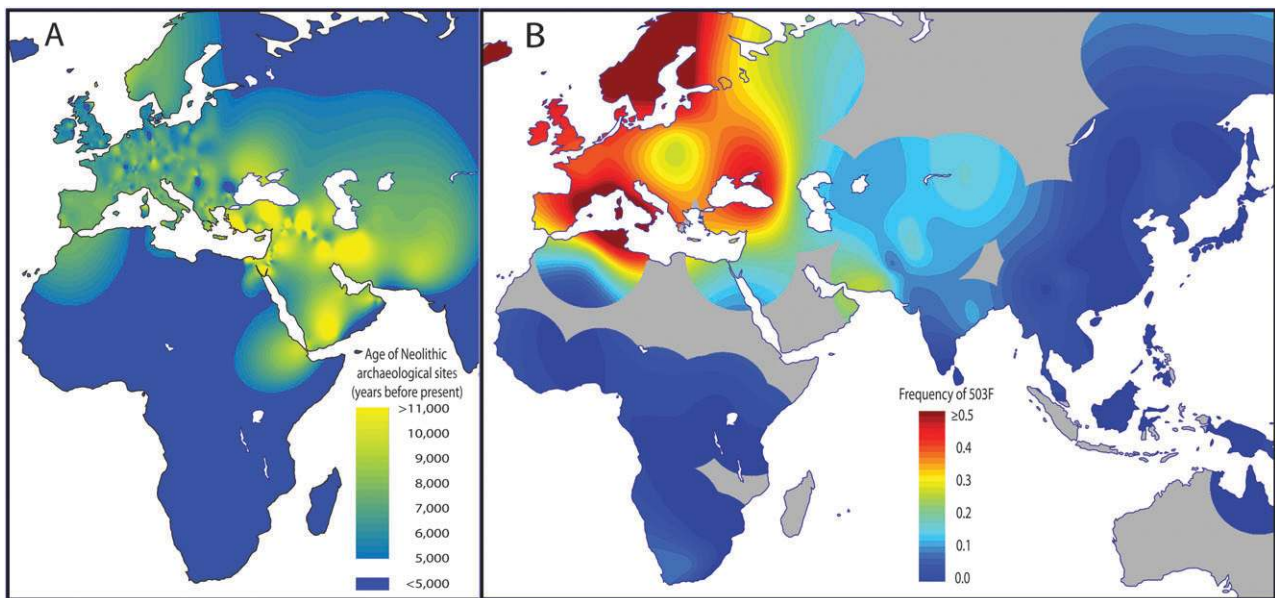 A
Age of Neolithic
archaeological sites
(years before present)
>11,000
10,000
9,000
8,000
7,000
6,000
5,000
<5,000
B
Frequency of 503F
≥0.5
0.4
0.3
0.2
0.1
0.0